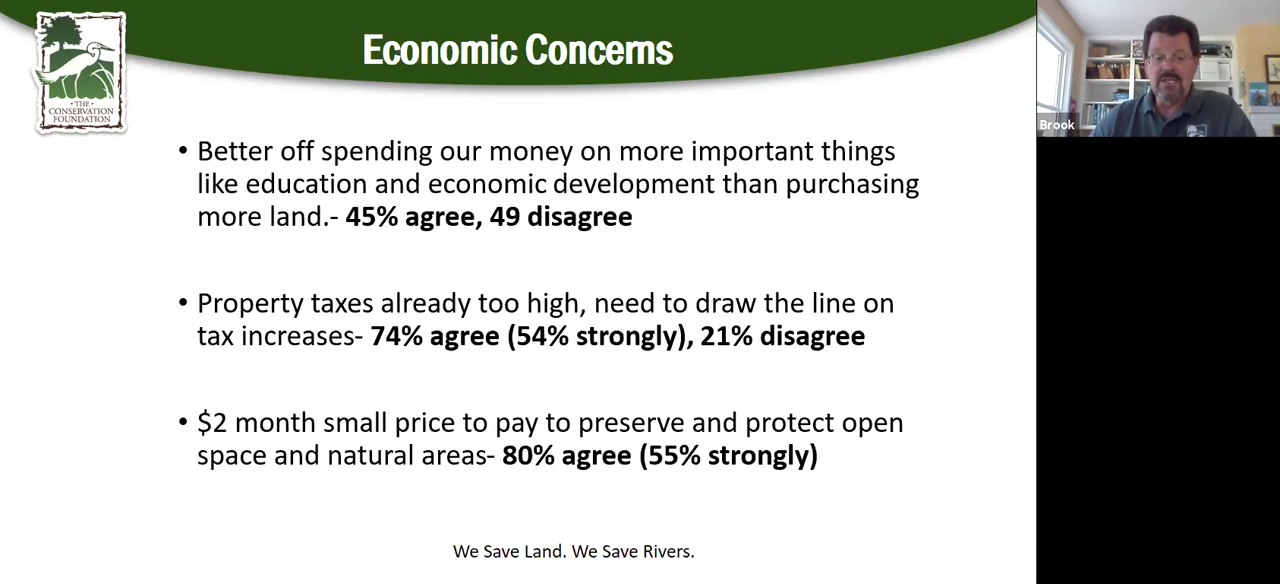 Economic Concerns
• THE •
CONSERVATION
FOUNDATION
Brook
• Better off spending our money on more important things
like education and economic development than purchasing
more land.- 45% agree, 49 disagree
• Property taxes already too high, need to draw the line on
tax increases- 74% agree (54% strongly), 21% disagree
• $2 month small price to pay to preserve and protect open
space and natural areas- 80% agree (55% strongly)
We Save Land. We Save Rivers.